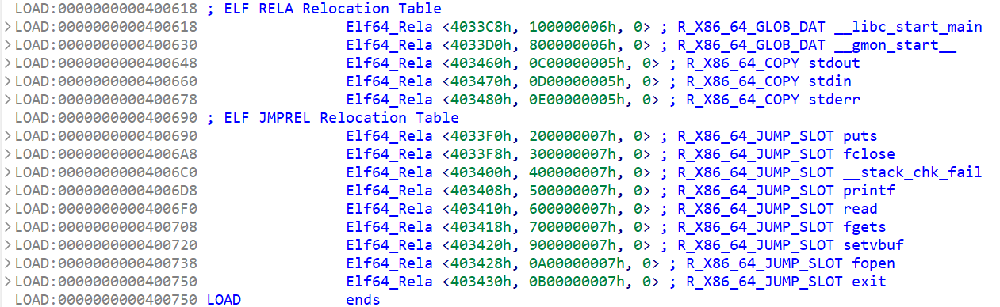 LOAD:0000000000400618 ; ELF RELA Relocation Table
>LOAD:0000000000400618 Elf64_Rela <4033C8h, 100000006h, 0> ; R_X86_64_GLOB_DAT __libc_start_main
>LOAD:0000000000400630 Elf64_Rela <4033D0h, 800000006h, 0> ; R_X86_64_GLOB_DAT __gmon_start__
>LOAD:0000000000400648 Elf64_Rela <403460h, 0C00000005h, 0> ; R_X86_64_COPY stdout
>LOAD:0000000000400660 Elf64_Rela <403470h, 0D00000005h, 0> ; R_X86_64_COPY stdin
>LOAD:0000000000400678 Elf64_Rela <403480h, 0E00000005h, 0> ; R_X86_64_COPY stderr
LOAD:0000000000400690 ; ELF JMPREL Relocation Table
>LOAD:0000000000400690 Elf64_Rela <4033F0h, 200000007h, 0> ; R_X86_64_JUMP_SLOT puts
>LOAD:00000000004006A8 Elf64_Rela <4033F8h, 300000007h, 0> ; R_X86_64_JUMP_SLOT fclose
>LOAD:00000000004006C0 Elf64_Rela <403400h, 400000007h, 0> ; R_X86_64_JUMP_SLOT __stack_chk_fail
>LOAD:00000000004006D8 Elf64_Rela <403408h, 500000007h, 0> ; R_X86_64_JUMP_SLOT printf
>LOAD:00000000004006F0 Elf64_Rela <403410h, 600000007h, 0> ; R_X86_64_JUMP_SLOT read
>LOAD:0000000000400708 Elf64_Rela <403418h, 700000007h, 0> ; R_X86_64_JUMP_SLOT fgets
>LOAD:0000000000400720 Elf64_Rela <403420h, 900000007h, 0> ; R_X86_64_JUMP_SLOT setvbuf
>LOAD:0000000000400738 Elf64_Rela <403428h, 0A00000007h, 0> ; R_X86_64_JUMP_SLOT fopen
>LOAD:0000000000400750 Elf64_Rela <403430h, 0B00000007h, 0> ; R_X86_64_JUMP_SLOT exit
LOAD:0000000000400750 LOAD ends